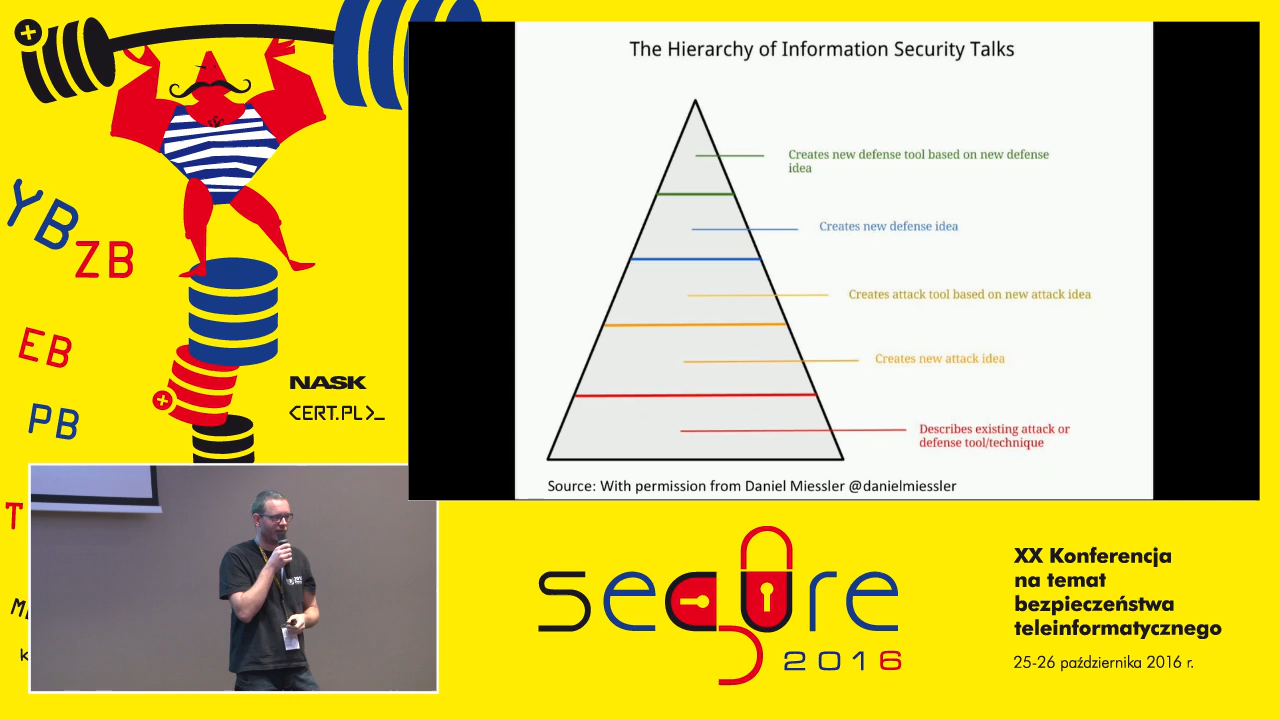 The Hierarchy of Information Security Talks
Creates new defense tool based on new defense
idea
Creates new defense idea
Creates attack tool based on new attack idea
Creates new attack idea
Describes existing attack or
defense tool/technique
Source: With permission from Daniel Miessler @danielmiessler
YB
ZB
EB
PB
T
NASK
<CERT.PL>_
secure
2016
XX Konferencja
na temat
bezpieczeństwa
teleinformatycznego
25-26 października 2016 r.